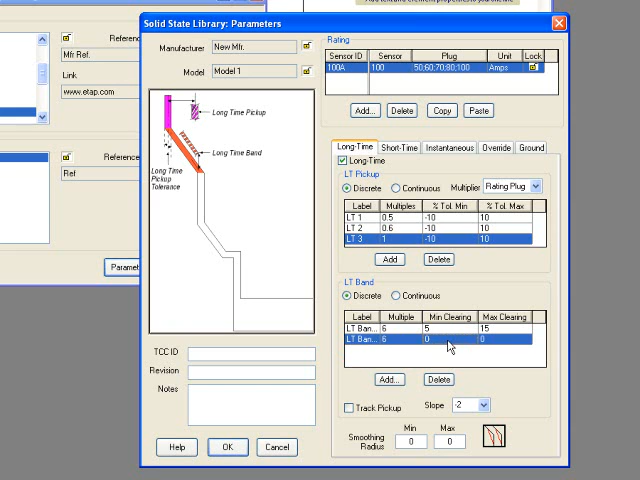 Solid State Library: Parameters
Reference
Mfr Ref.
Link
www.etap.com
Reference
Ref
Manufacturer New Mfr.
Model Model 1
Long Time Pickup
Long Time Band
Long Time
Pickup
Tolerance
TCC ID
Revision
Notes
Help OK Cancel
Rating
Sensor ID Sensor Plug Unit Lock
100A 100 50;60;70;80;100 Amps
Add... Delete Copy Paste
Long-Time Short-Time Instantaneous Override Ground
Long-Time
LT Pickup
Discrete Continuous Multiplier Rating Plug
Label Multiples % Tol. Min % Tol. Max
LT 1 0.5 -10 10
LT 2 0.6 -10 10
LT 3 1 -10 10
Add Delete
LT Band
Discrete Continuous
Label Multiple Min Clearing Max Clearing
LT Ban... 6 5 15
LT Ban... 6 0 0
Add... Delete
Track Pickup Slope -2
Min Max
Smoothing
Radius 0 0